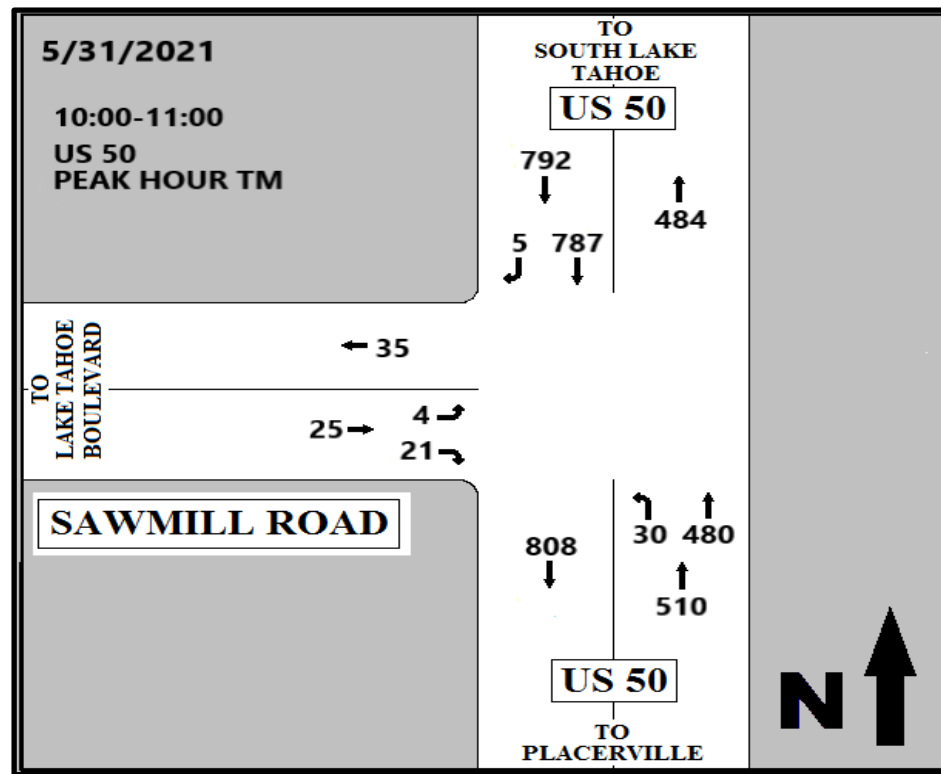 5/31/2021
10:00-11:00
US 50
PEAK HOUR TM
TO
SOUTH LAKE
TAHOE
US 50
792
484
5 787
35
TO
LAKE TAHOE
BOULEVARD
4
25
21
SAWMILL ROAD
30 480
808
510
US 50
TO
PLACERVILLE
N